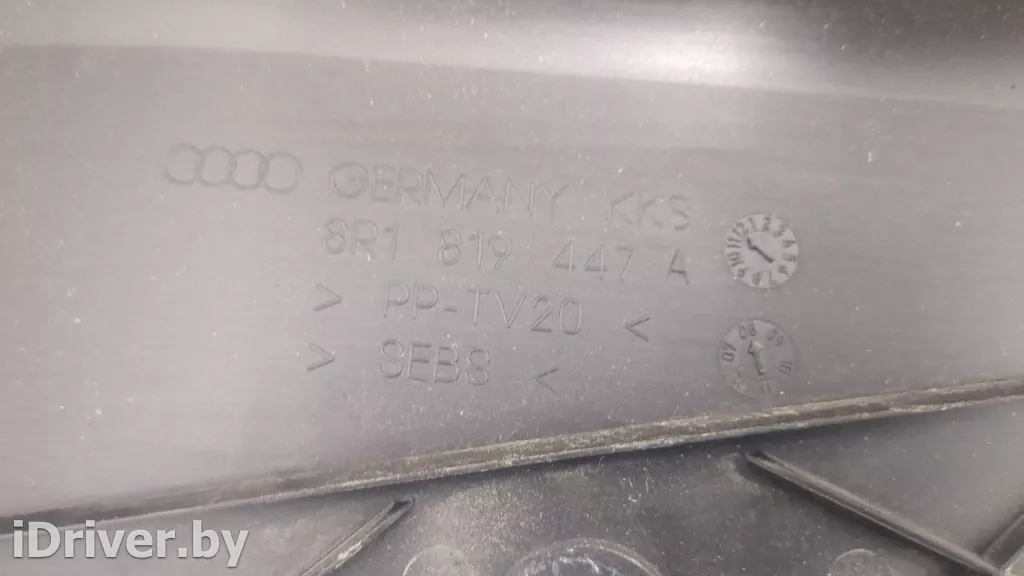 GERMANY KKS
8R1 819 447 A
> PP-TV20 <
> SEBS <
iDriver.by